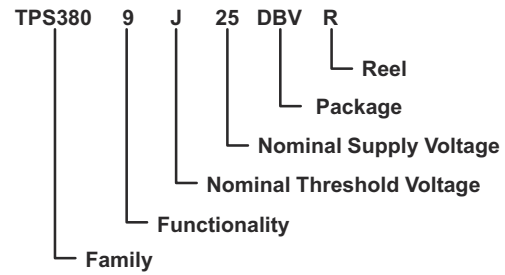 TPS380 9 J 25 DBV R
Reel
Package
Nominal Supply Voltage
Nominal Threshold Voltage
Functionality
Family